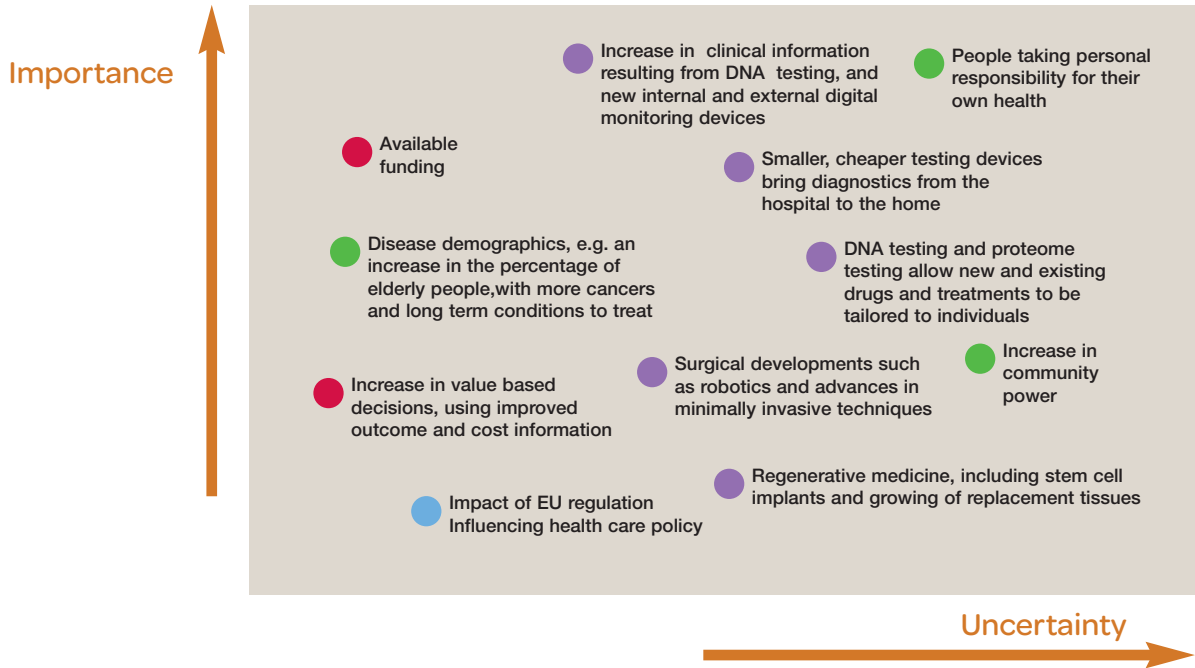 Importance
Increase in  clinical information
resulting from DNA  testing, and
new internal and external digital
monitoring devices
People taking personal
responsibility for their
own health
Available
funding
Smaller, cheaper testing devices
bring diagnostics from the
hospital to the home
Disease demographics, e.g. an
increase in the percentage of
elderly people,with more cancers
and long term conditions to treat
DNA testing and proteome
testing allow new and existing
drugs and treatments to be
tailored to individuals
Increase in
community
power
Surgical developments such
as robotics and advances in
minimally invasive techniques
Increase in value based
decisions, using improved
outcome and cost information
Regenerative medicine, including stem cell
implants and growing of replacement tissues
Impact of EU regulation
Influencing health care policy
Uncertainty